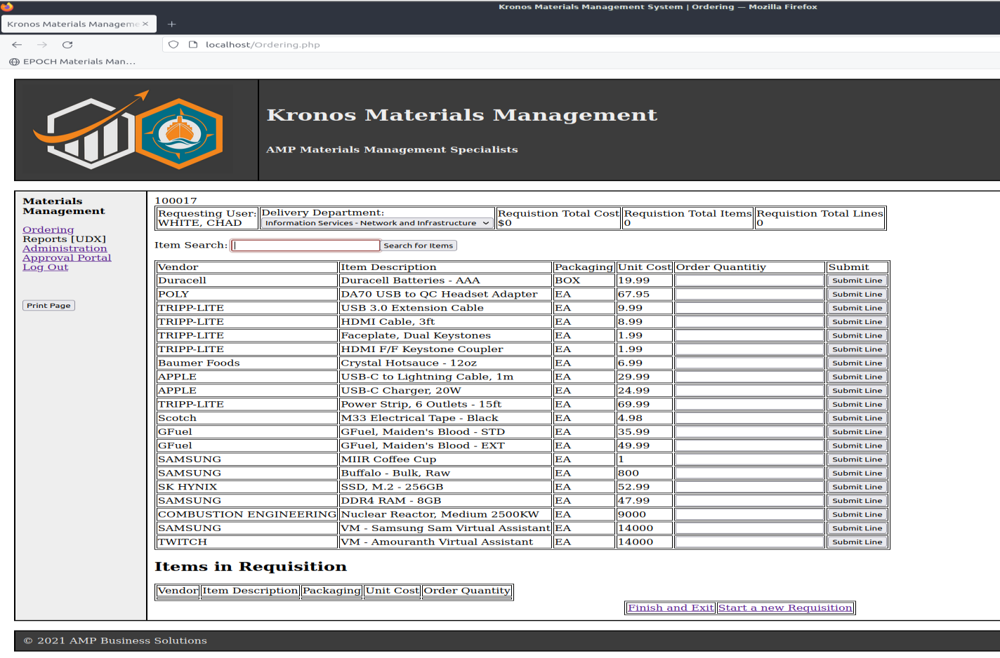 Kronos Materials Management System | Ordering — Mozilla Firefox
Kronos Materials Manageme
localhost/Ordering.php
EPOCH Materials Man…
Kronos Materials Management
AMP Materials Management Specialists
Materials
Management
Ordering
Reports [UDX]
Administration
Approval Portal
Log Out
Print Page
100017
Requesting User: Delivery Department: Requistion Total Cost Requistion Total Items Requistion Total Lines
WHITE, CHAD Information Services - Network and Infrastructure $0 0 0
Item Search: Search for Items
Vendor Item Description Packaging Unit Cost Order Quantitiy Submit
Duracell Duracell Batteries - AAA BOX 19.99 Submit Line
POLY DA70 USB to QC Headset Adapter EA 67.95 Submit Line
TRIPP-LITE USB 3.0 Extension Cable EA 9.99 Submit Line
TRIPP-LITE HDMI Cable, 3ft EA 8.99 Submit Line
TRIPP-LITE Faceplate, Dual Keystones EA 1.99 Submit Line
TRIPP-LITE HDMI F/F Keystone Coupler EA 1.99 Submit Line
Baumer Foods Crystal Hotsauce - 12oz EA 6.99 Submit Line
APPLE USB-C to Lightning Cable, 1m EA 29.99 Submit Line
APPLE USB-C Charger, 20W EA 24.99 Submit Line
TRIPP-LITE Power Strip, 6 Outlets - 15ft EA 69.99 Submit Line
Scotch M33 Electrical Tape - Black EA 4.98 Submit Line
GFuel GFuel, Maiden's Blood - STD EA 35.99 Submit Line
GFuel GFuel, Maiden's Blood - EXT EA 49.99 Submit Line
SAMSUNG MIIR Coffee Cup EA 1 Submit Line
SAMSUNG Buffalo - Bulk, Raw EA 800 Submit Line
SK HYNIX SSD, M.2 - 256GB EA 52.99 Submit Line
SAMSUNG DDR4 RAM - 8GB EA 47.99 Submit Line
COMBUSTION ENGINEERING Nuclear Reactor, Medium 2500KW EA 9000 Submit Line
SAMSUNG VM - Samsung Sam Virtual Assistant EA 14000 Submit Line
TWITCH VM - Amouranth Virtual Assistant EA 14000 Submit Line
Items in Requisition
Vendor Item Description Packaging Unit Cost Order Quantity
Finish and Exit Start a new Requisition
© 2021 AMP Business Solutions